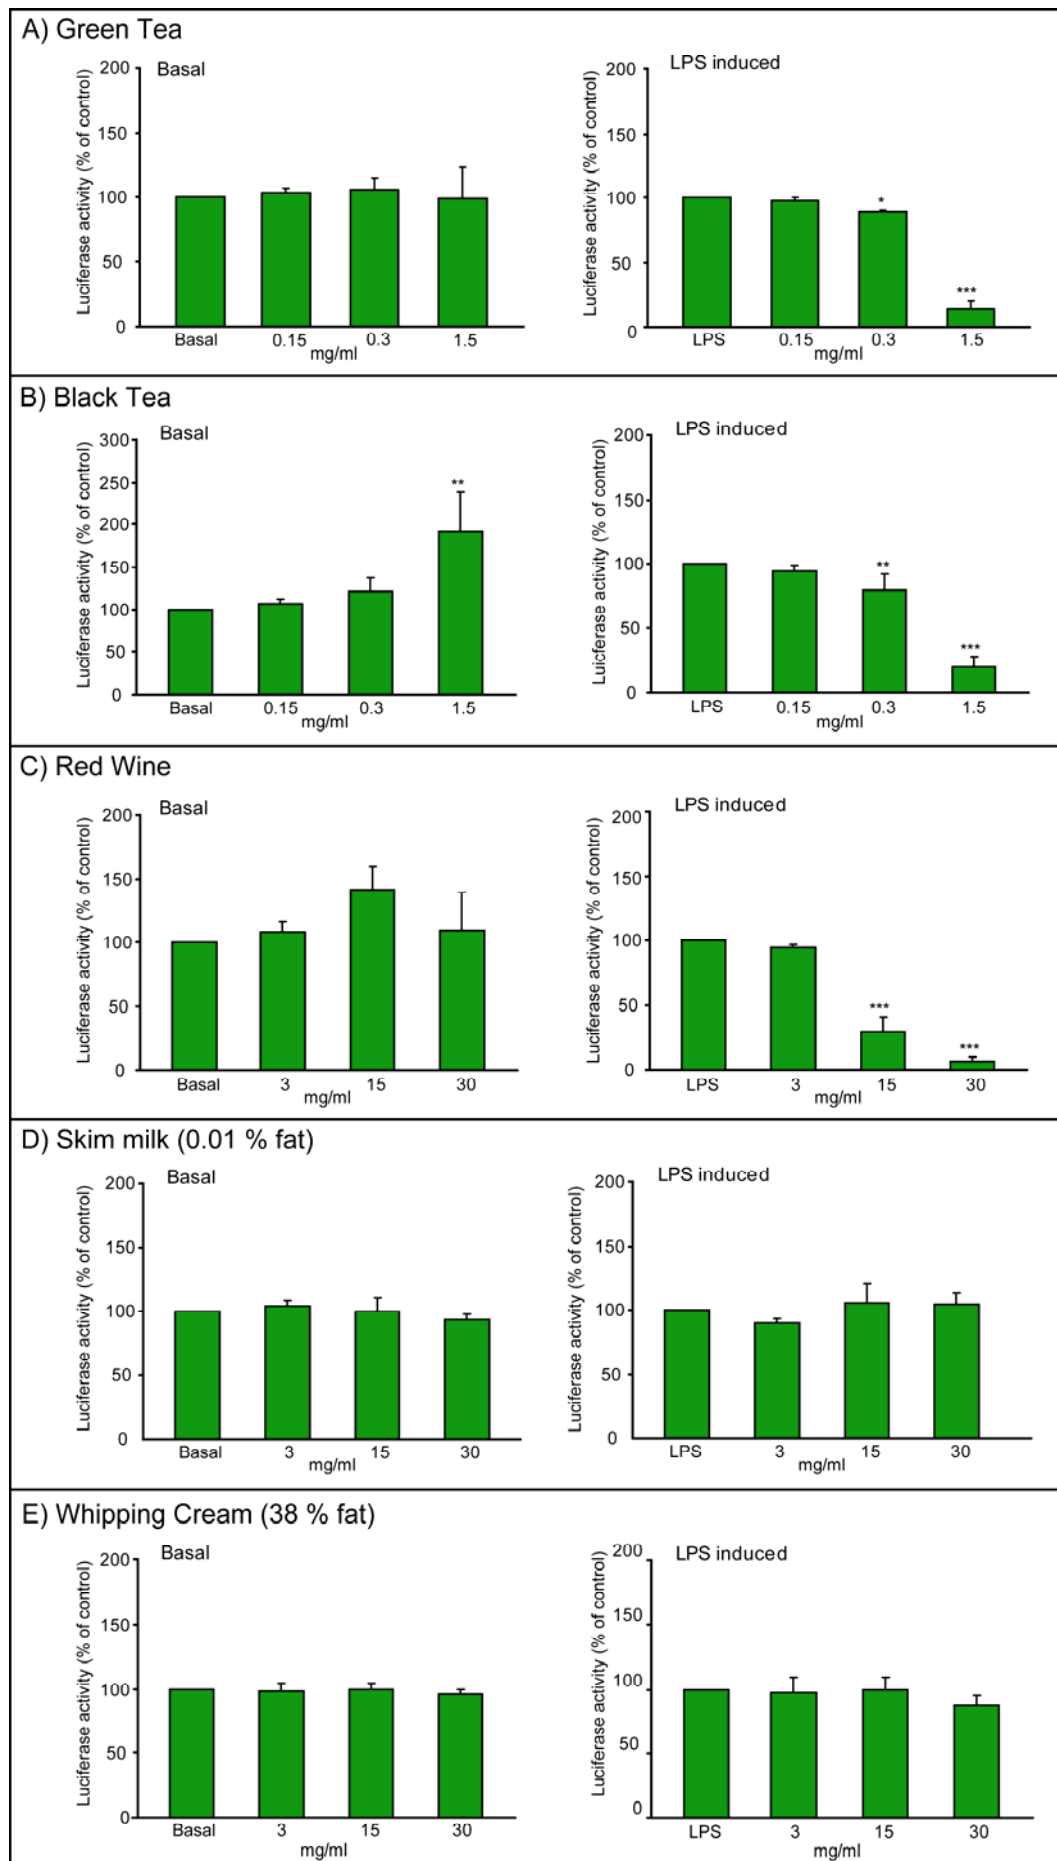 A) Green Tea
Basal
Luciferase activity (% of control)
200
150
100
50
0
Basal 0.15 0.3 1.5
mg/ml
LPS induced
Luciferase activity (% of control)
200
150
100
50
0
*
***
LPS 0.15 0.3 1.5
mg/ml
B) Black Tea
Basal
Luciferase activity (% of control)
300
250
200
150
100
50
0
**
Basal 0.15 0.3 1.5
mg/ml
LPS induced
Luiciferase activity (% of control)
200
150
100
50
0
**
***
LPS 0.15 0.3 1.5
mg/ml
C) Red Wine
Basal
Luciferase activity (% of control)
200
150
100
50
0
Basal 3 15 30
mg/ml
LPS induced
Luciferase activity (% of control)
200
150
100
50
0
***
***
LPS 3 15 30
mg/ml
D) Skim milk (0.01 % fat)
Basal
Luciferase activity (% of control)
200
150
100
50
0
Basal 3 15 30
mg/ml
LPS induced
Luciferase activity (% of control)
200
150
100
50
0
LPS 3 15 30
mg/ml
E) Whipping Cream (38 % fat)
Basal
Luciferase activity (% of control)
200
150
100
50
0
Basal 3 15 30
mg/ml
LPS induced
Luciferase activity (% of control)
200
150
100
50
0
LPS 3 15 30
mg/ml